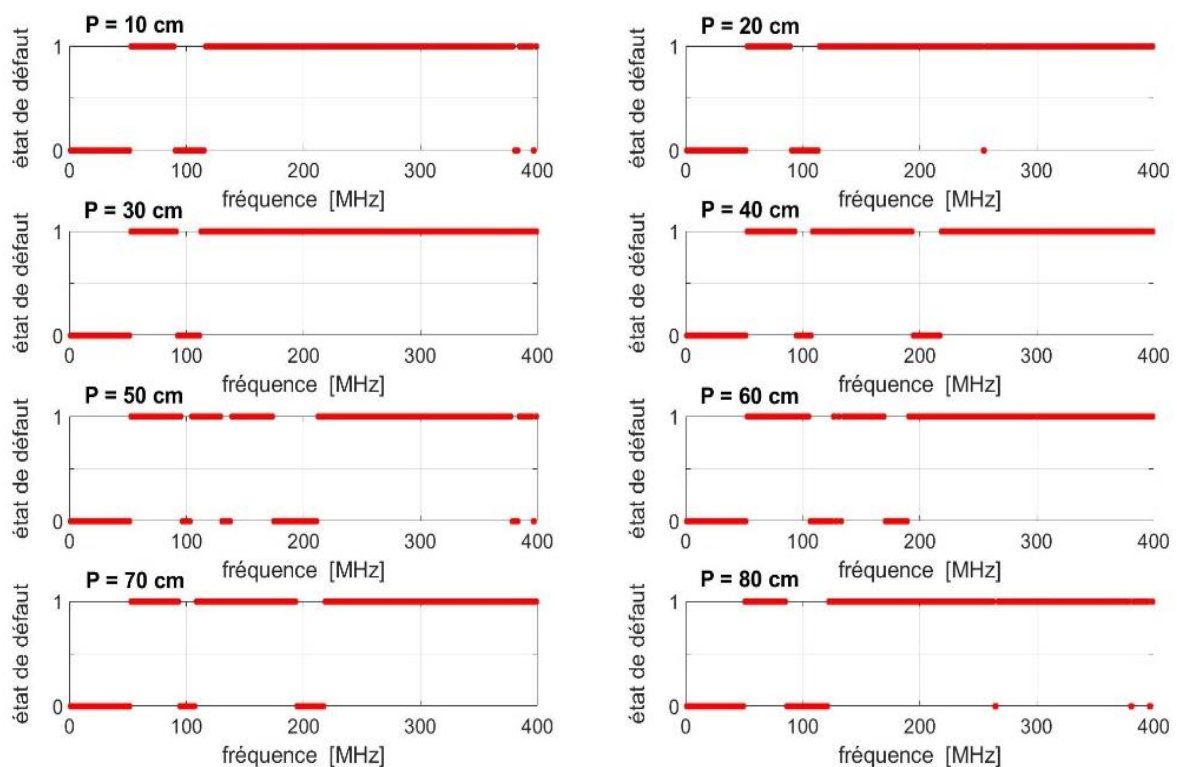 P = 10 cm
état de défaut
1
0
0 100 200 300 400
fréquence [MHz]
P = 20 cm
état de défaut
1
0
0 100 200 300 400
fréquence [MHz]
P = 30 cm
état de défaut
1
0
0 100 200 300 400
fréquence [MHz]
P = 40 cm
état de défaut
1
0
0 100 200 300 400
fréquence [MHz]
P = 50 cm
état de défaut
1
0
0 100 200 300 400
fréquence [MHz]
P = 60 cm
état de défaut
1
0
0 100 200 300 400
fréquence [MHz]
P = 70 cm
état de défaut
1
0
0 100 200 300 400
fréquence [MHz]
P = 80 cm
état de défaut
1
0
0 100 200 300 400
fréquence [MHz]